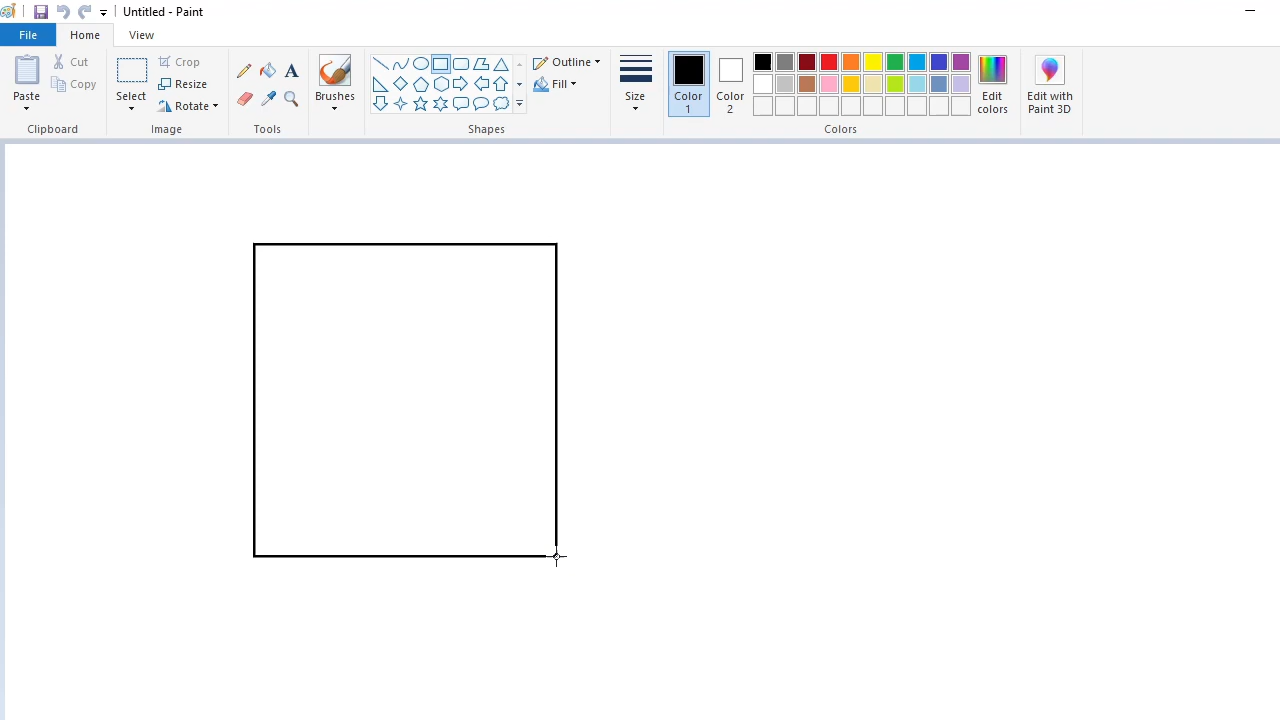 Untitled - Paint
File Home View
Paste
Cut
Copy
Clipboard
Select
Crop
Resize
Rotate
Image
A
Tools
Brushes
Shapes
Outline
Fill
Size
Color 1
Color 2
Edit colors
Colors
Edit with Paint 3D